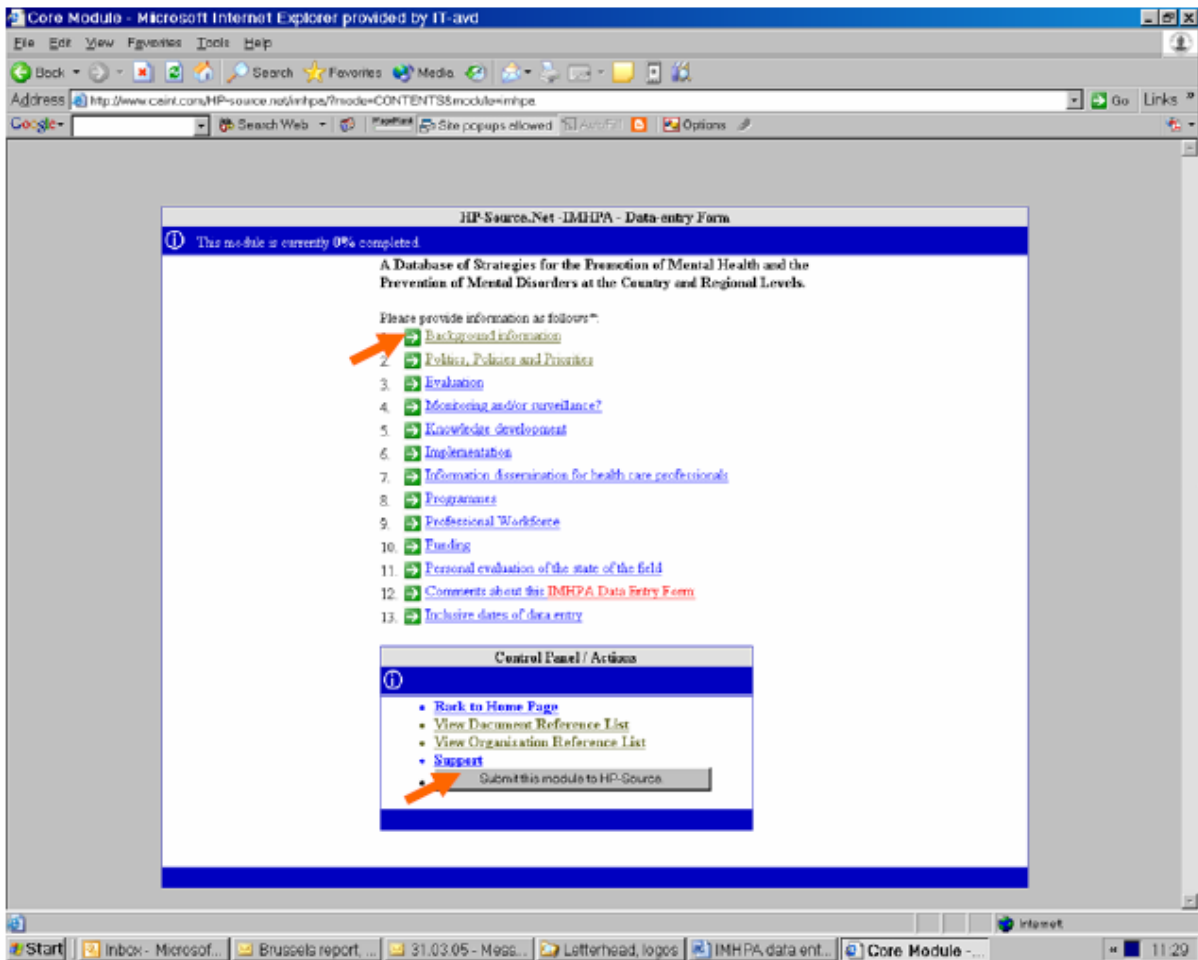 Core Module - Microsoft Internet Explorer provided by IT-avd
File Edit View Favorites Tools Help
Back Search Favorites Media
Address http://www.ceint.com/HP-source.net/imhpa/?mode=CONTENTS&module=imhpa Go Links »
Google Search Web PageRank Site popups allowed AutoFill Options
HP-Source.Net -IMHPA - Data-entry Form
This module is currently 0% completed.
A Database of Strategies for the Promotion of Mental Health and the
Prevention of Mental Disorders at the Country and Regional Levels.
Please provide information as follows*:
Background information
2. Politics, Policies and Priorities
3. Evaluation
4. Monitoring and/or surveillance?
5. Knowledge development
6. Implementation
7. Information dissemination for health care professionals
8. Programmes
9. Professional Workforce
10. Funding
11. Personal evaluation of the state of the field
12. Comments about this IMHPA Data Entry Form
13. Inclusive dates of data entry
Control Panel / Actions
• Back to Home Page
• View Document Reference List
• View Organisation Reference List
• Support
• Submit this module to HP-Source.
Internet
Start Inbox - Microsof... Brussels report, ... 31.03.05 - Mess... Letterhead, logos IMHPA data ent... Core Module -... « 11:29